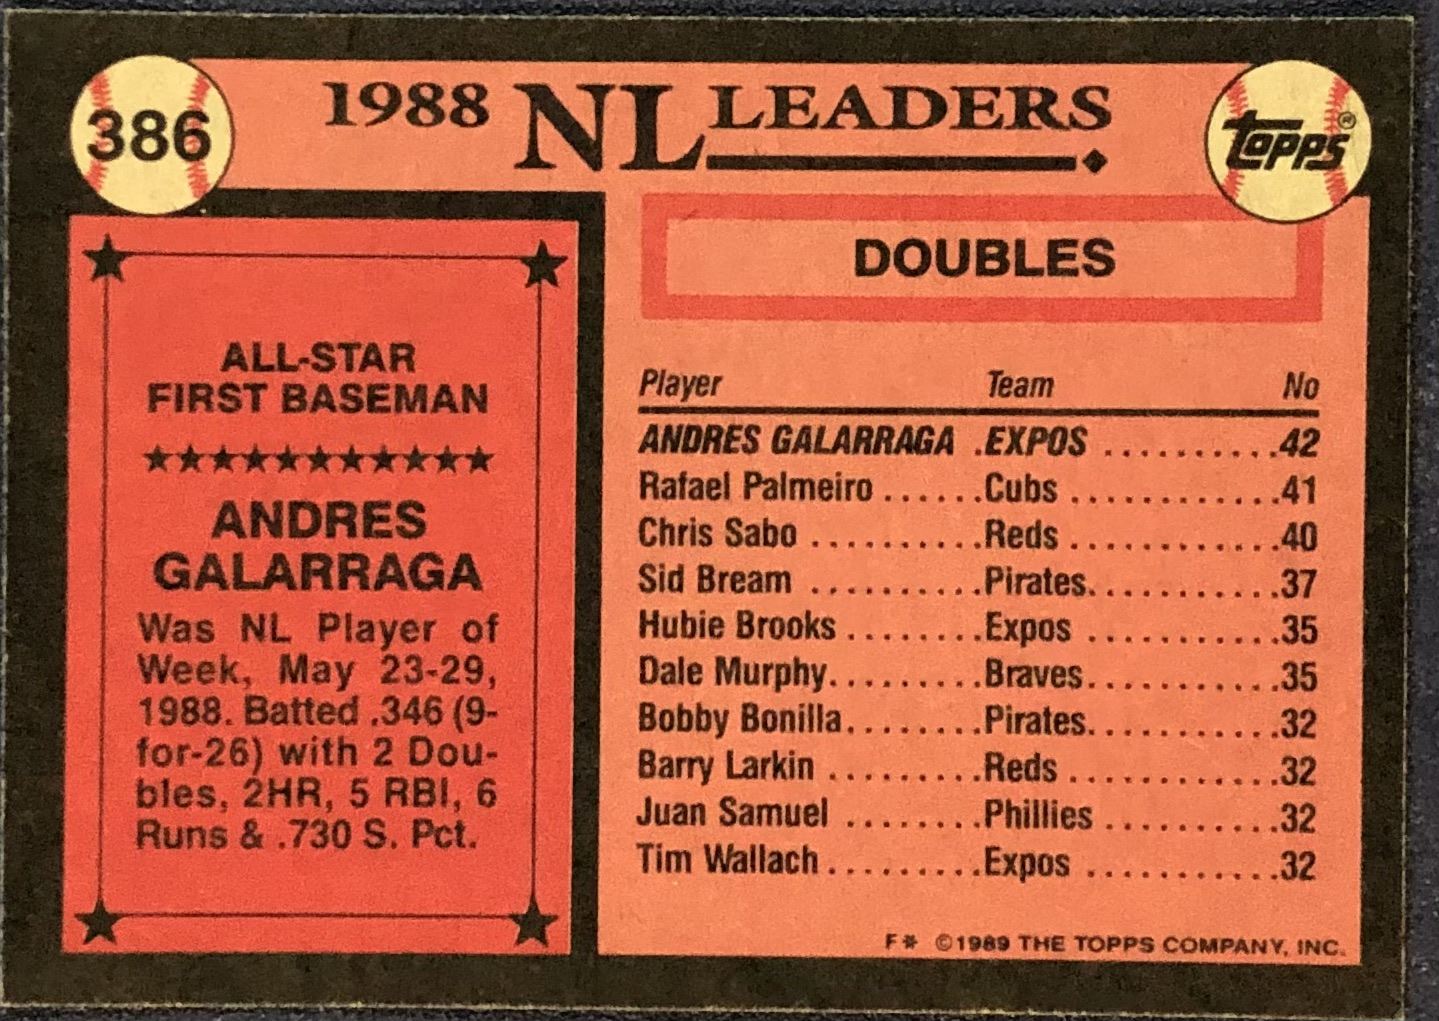 386
1988 NL LEADERS
TOPPS®
ALL-STAR
FIRST BASEMAN
★★★★★★★★★★★
ANDRES
GALARRAGA
Was NL Player of
Week, May 23-29,
1988. Batted .346 (9-
for-26) with 2 Dou-
bles, 2HR, 5 RBI, 6
Runs & .730 S. Pct.
DOUBLES
Player Team No
ANDRES GALARRAGA .EXPOS ..........42
Rafael Palmeiro ......Cubs ............41
Chris Sabo ..........Reds ............40
Sid Bream ..........Pirates...........37
Hubie Brooks ........Expos ...........35
Dale Murphy.........Braves...........35
Bobby Bonilla........Pirates...........32
Barry Larkin .........Reds ............32
Juan Samuel ........Phillies ..........32
Tim Wallach .........Expos ...........32
F* ©1989 THE TOPPS COMPANY, INC.